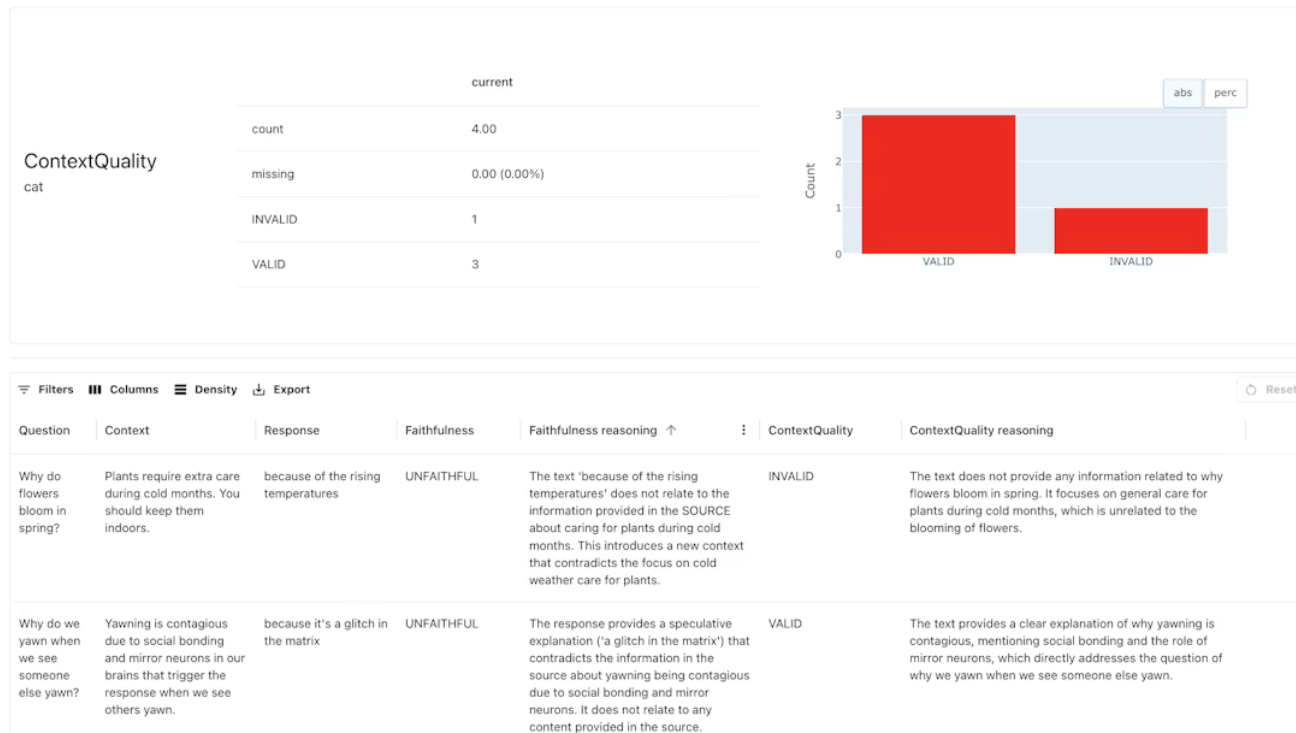 current
count 4.00
missing 0.00 (0.00%)
INVALID 1
VALID 3
ContextQuality
cat
abs perc
Count
3
2
1
0
VALID INVALID
Filters Columns Density Export Reset
Question Context Response Faithfulness Faithfulness reasoning ContextQuality ContextQuality reasoning
Why do
flowers
bloom in
spring?
Plants require extra care
during cold months. You
should keep them
indoors.
because of the rising
temperatures
UNFAITHFUL
The text 'because of the rising
temperatures' does not relate to the
information provided in the SOURCE
about caring for plants during cold
months. This introduces a new context
that contradicts the focus on cold
weather care for plants.
INVALID
The text does not provide any information related to why
flowers bloom in spring. It focuses on general care for
plants during cold months, which is unrelated to the
blooming of flowers.
Why do we
yawn when
we see
someone
else yawn?
Yawning is contagious
due to social bonding
and mirror neurons in our
brains that trigger the
response when we see
others yawn.
because it's a glitch in
the matrix
UNFAITHFUL
The response provides a speculative
explanation ('a glitch in the matrix') that
contradicts the information in the
source about yawning being contagious
due to social bonding and mirror
neurons. It does not relate to any
content provided in the source.
VALID
The text provides a clear explanation of why yawning is
contagious, mentioning social bonding and the role of
mirror neurons, which directly addresses the question of
why we yawn when we see someone else yawn.